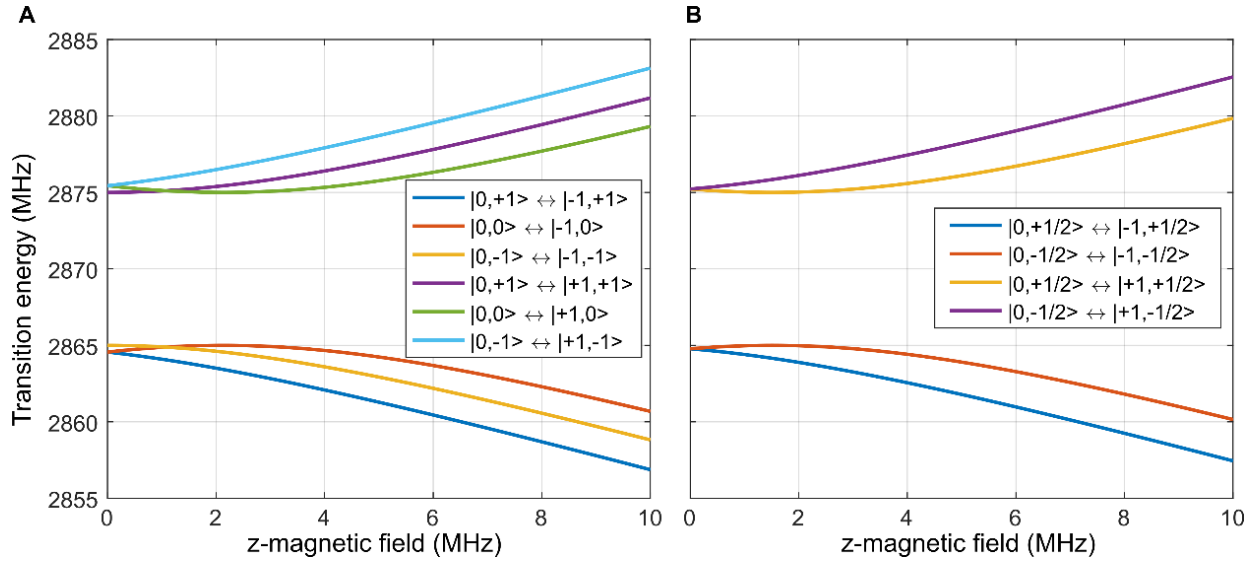 A
B
Transition energy (MHz)
2885
2880
2875
2870
2865
2860
2855
|0,+1> ↔ |-1,+1>
|0,0> ↔ |-1,0>
|0,-1> ↔ |-1,-1>
|0,+1> ↔ |+1,+1>
|0,0> ↔ |+1,0>
|0,-1> ↔ |+1,-1>
|0,+1/2> ↔ |-1,+1/2>
|0,-1/2> ↔ |-1,-1/2>
|0,+1/2> ↔ |+1,+1/2>
|0,-1/2> ↔ |+1,-1/2>
0 2 4 6 8 10
0 2 4 6 8 10
z-magnetic field (MHz)
z-magnetic field (MHz)